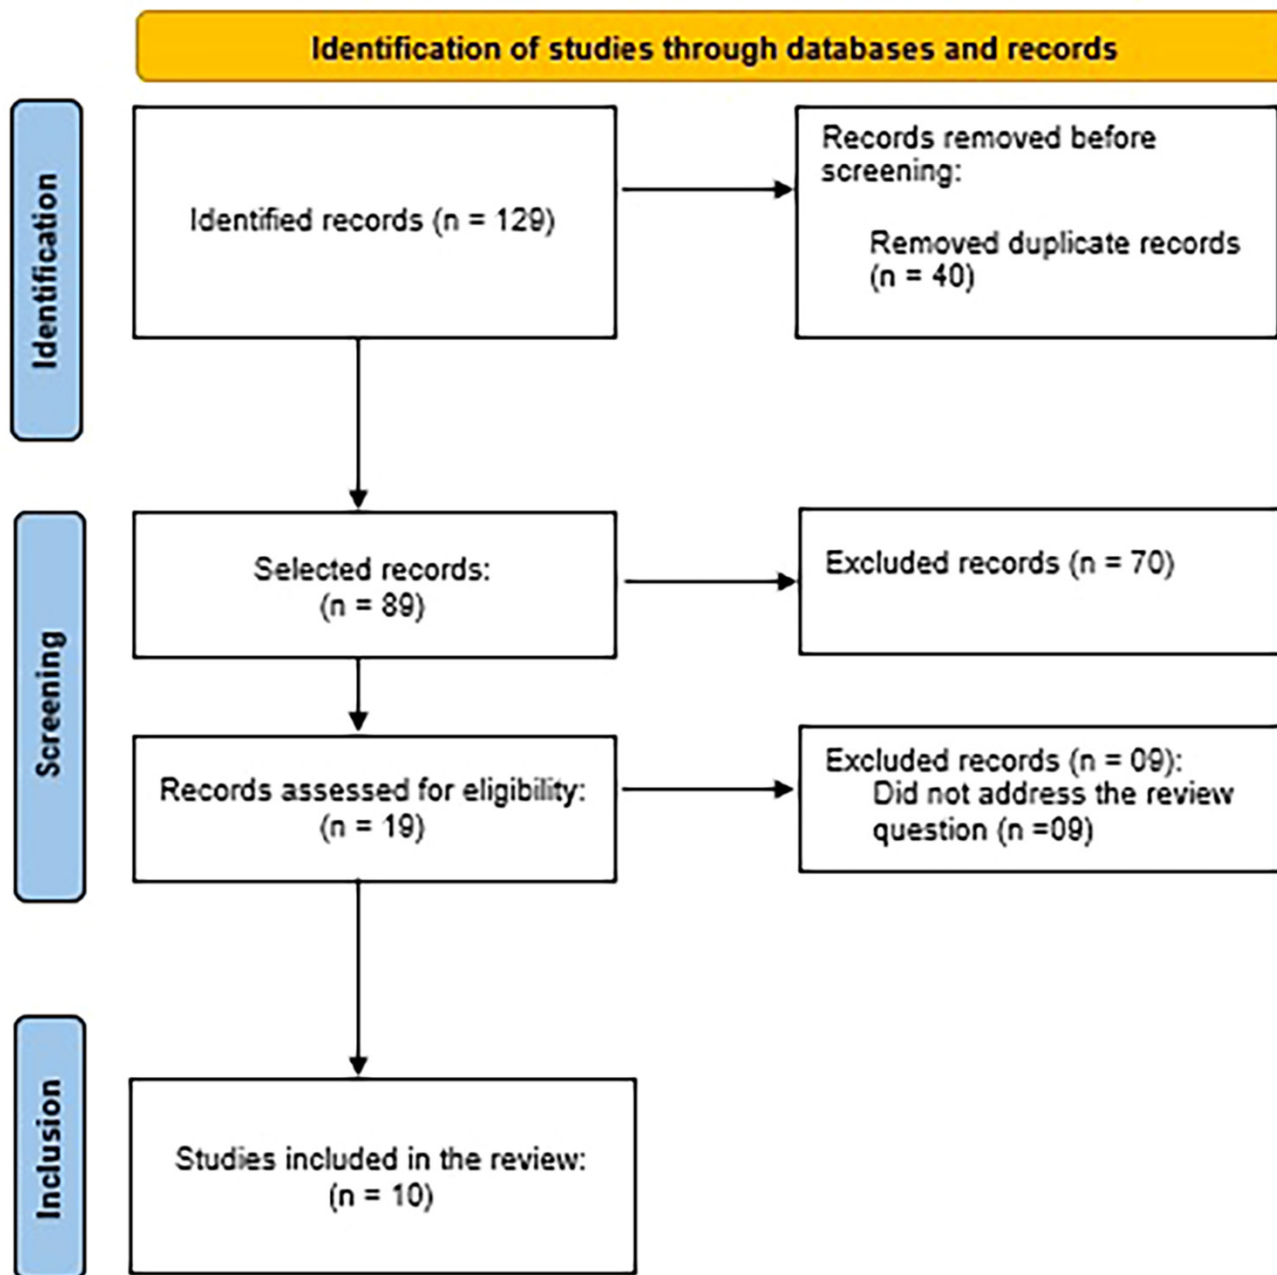 Identification of studies through databases and records
Identification
Identified records (n = 129)
Records removed before
screening:
Removed duplicate records
(n = 40)
Screening
Selected records:
(n = 89)
Excluded records (n = 70)
Records assessed for eligibility:
(n = 19)
Excluded records (n = 09):
Did not address the review
question (n =09)
Inclusion
Studies included in the review:
(n = 10)